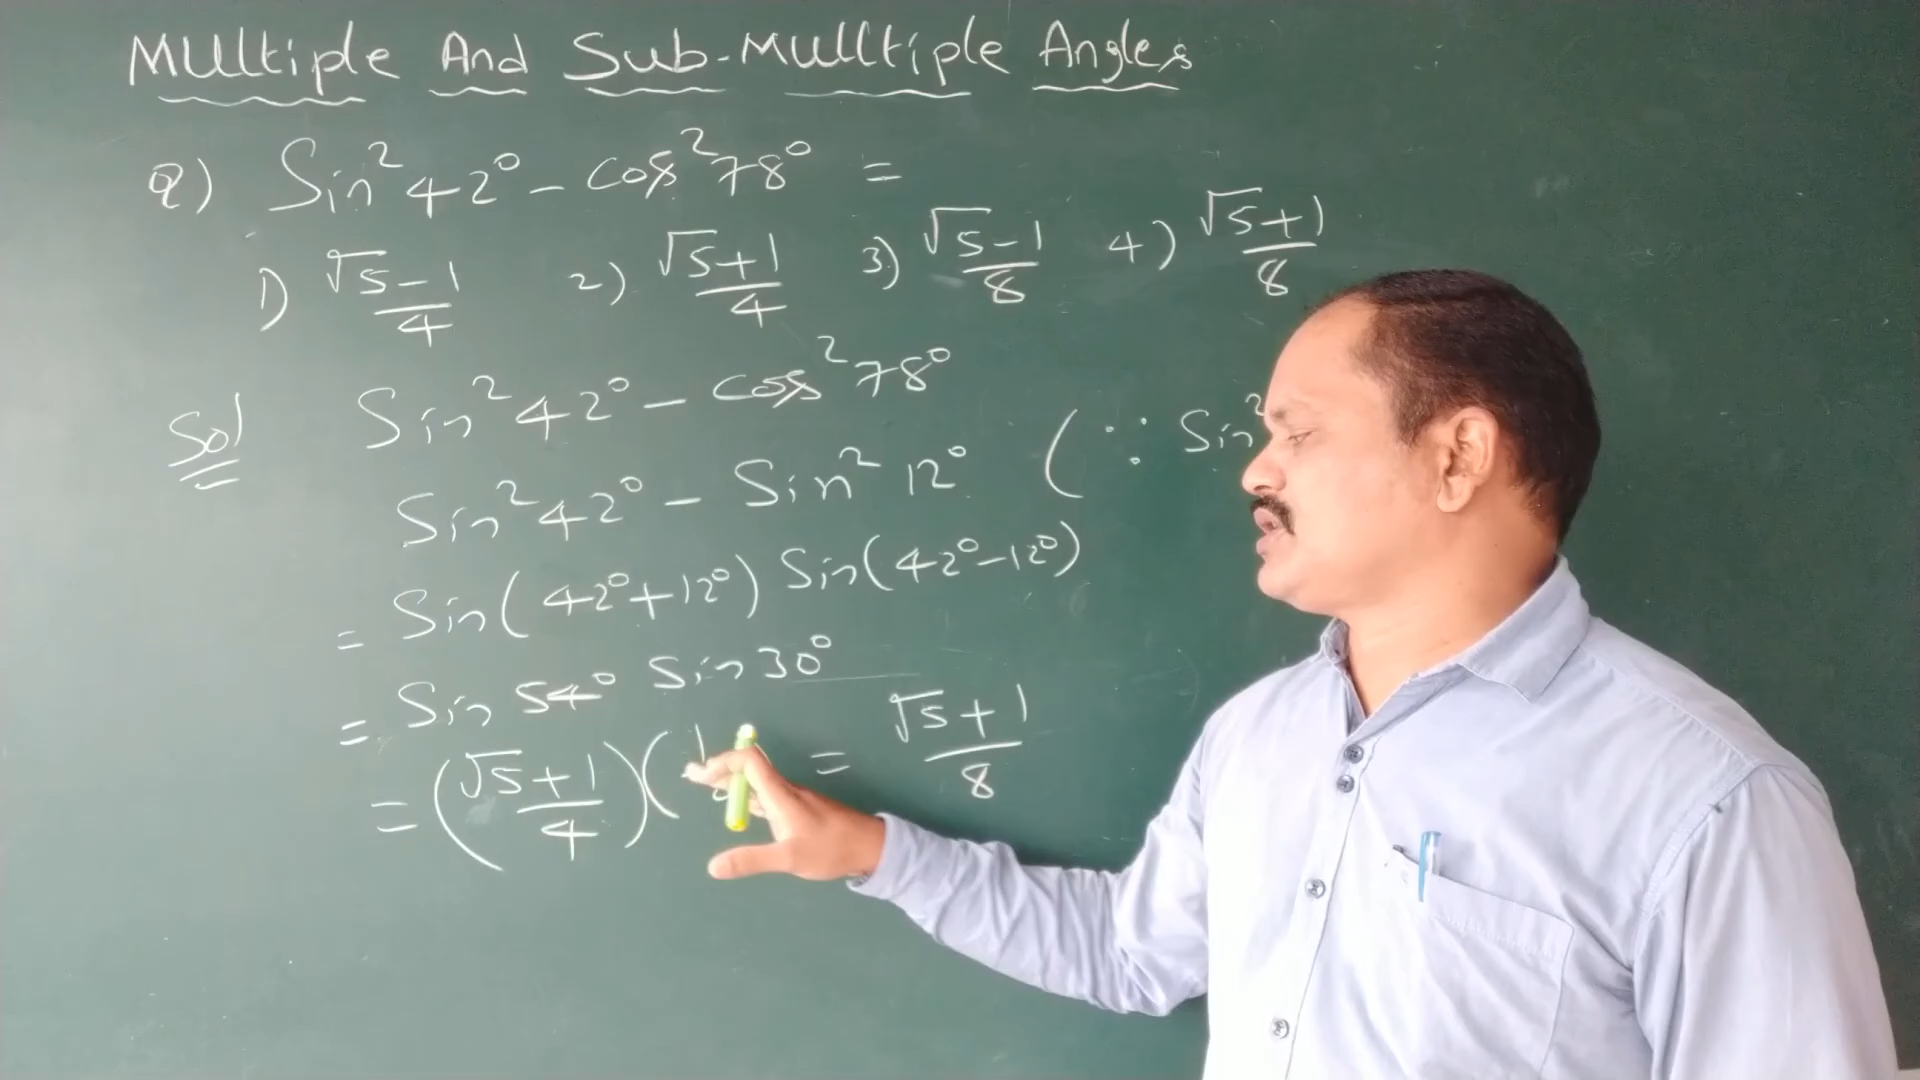 MUltiple And Sub-MUlltiple Angles
Q) Sin²42° - cos²78° =
1) √5-1/4 2) √5+1/4 3) √5-1/8 4) √5+1/8
Sol Sin²42° - cos²78°
Sin²42° - Sin²12° (∵ Sin²
= Sin(42°+12°) Sin(42°-12°)
= Sin 54° Sin 30°
= (√5+1/4)(1 = √5+1/8